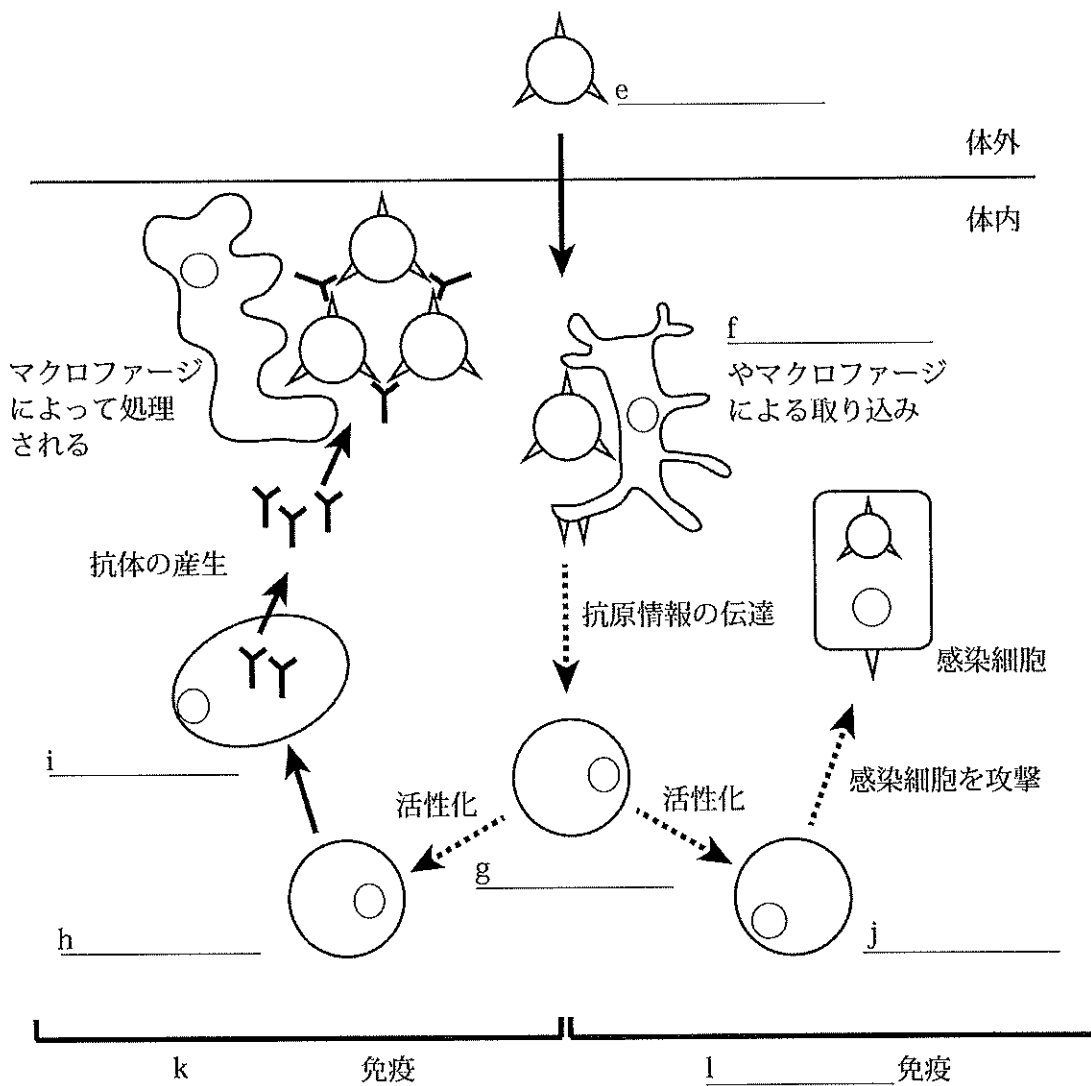 e
体外
体内
f
やマクロファージ
による取り込み
マクロファージ
によって処理
される
抗体の産生
抗原情報の伝達
感染細胞
i
活性化
活性化
感染細胞を攻撃
g
h
j
k 免疫
l 免疫